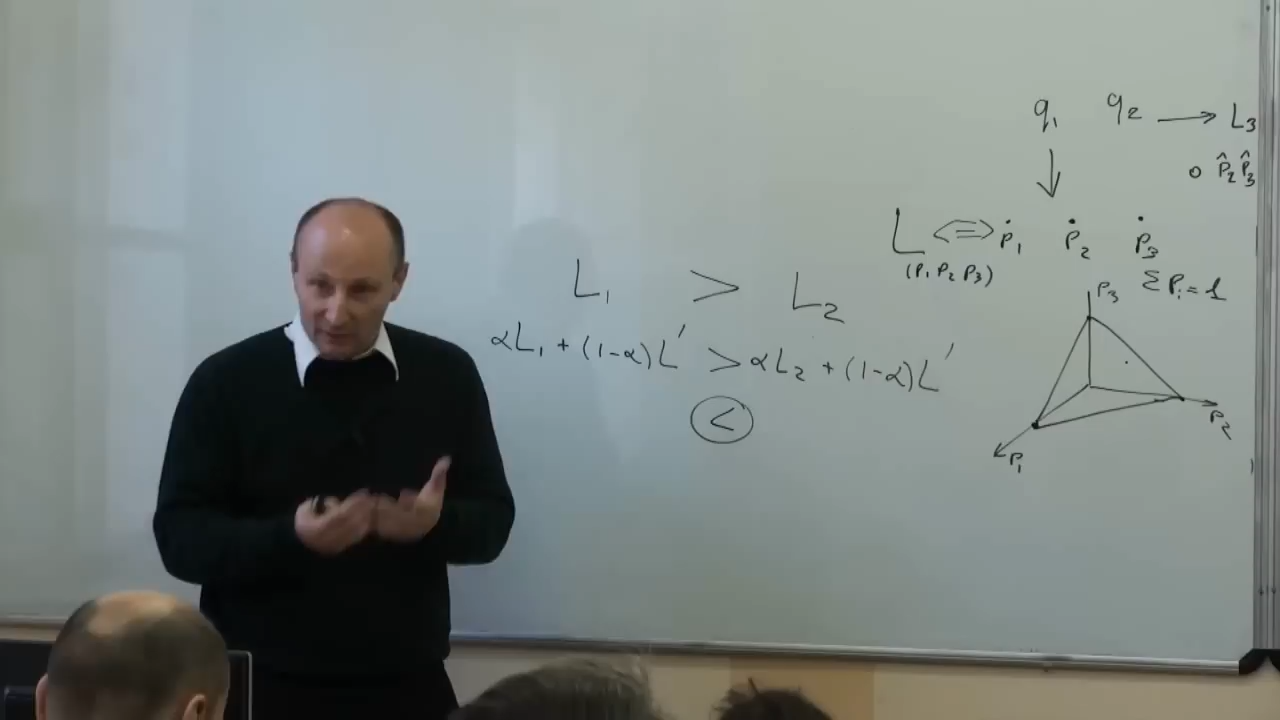 q₁ q₂ → L₃
↓ o P̂₂ P̂₃
L <=> Ṗ₁ Ṗ₂ Ṗ₃
(P₁ P₂ P₃)
ΣPᵢ = 1
L₁ > L₂
αL₁ + (1-α)L' > αL₂ + (1-α)L'
<
P₃
P₂
P₁